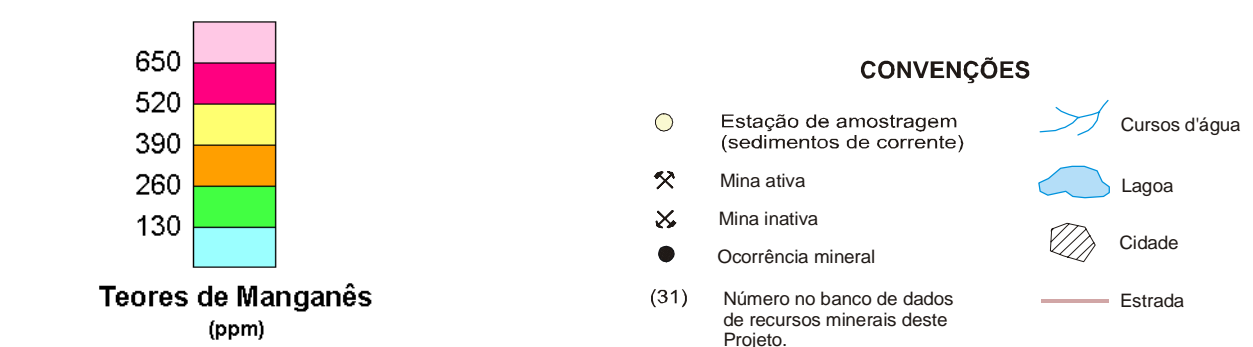 650
520
390
260
130
Teores de Manganês
(ppm)
CONVENÇÕES
Estação de amostragem
(sedimentos de corrente)
Mina ativa
Mina inativa
Ocorrência mineral
(31)
Número no banco de dados
de recursos minerais deste
Projeto.
Cursos d'água
Lagoa
Cidade
Estrada